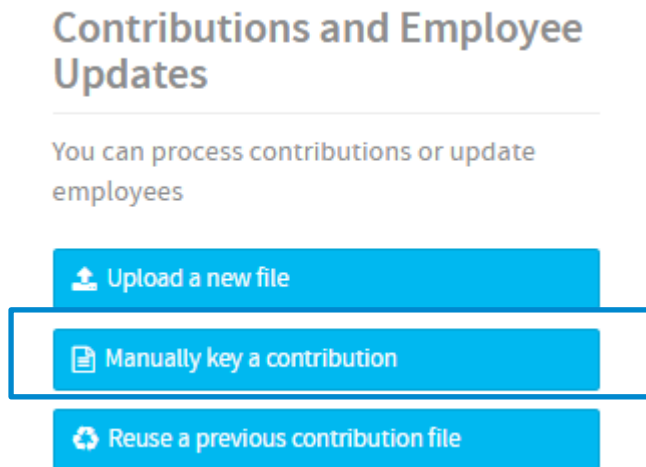 Contributions and Employee
Updates
You can process contributions or update
employees
Upload a new file
Manually key a contribution
Reuse a previous contribution file